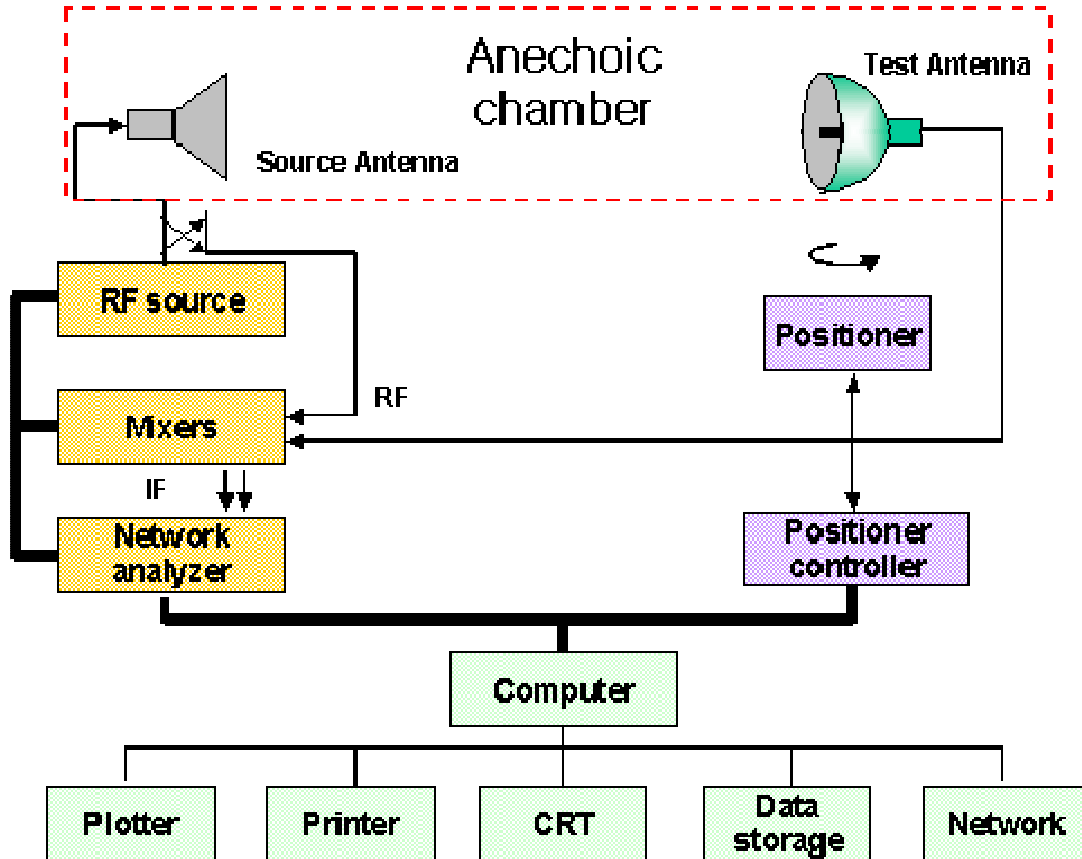 Anechoic
chamber
Test Antenna
Source Antenna
RF source
Positioner
RF
Mixers
IF
Network
analyzer
Positioner
controller
Computer
Plotter
Printer
CRT
Data
storage
Network